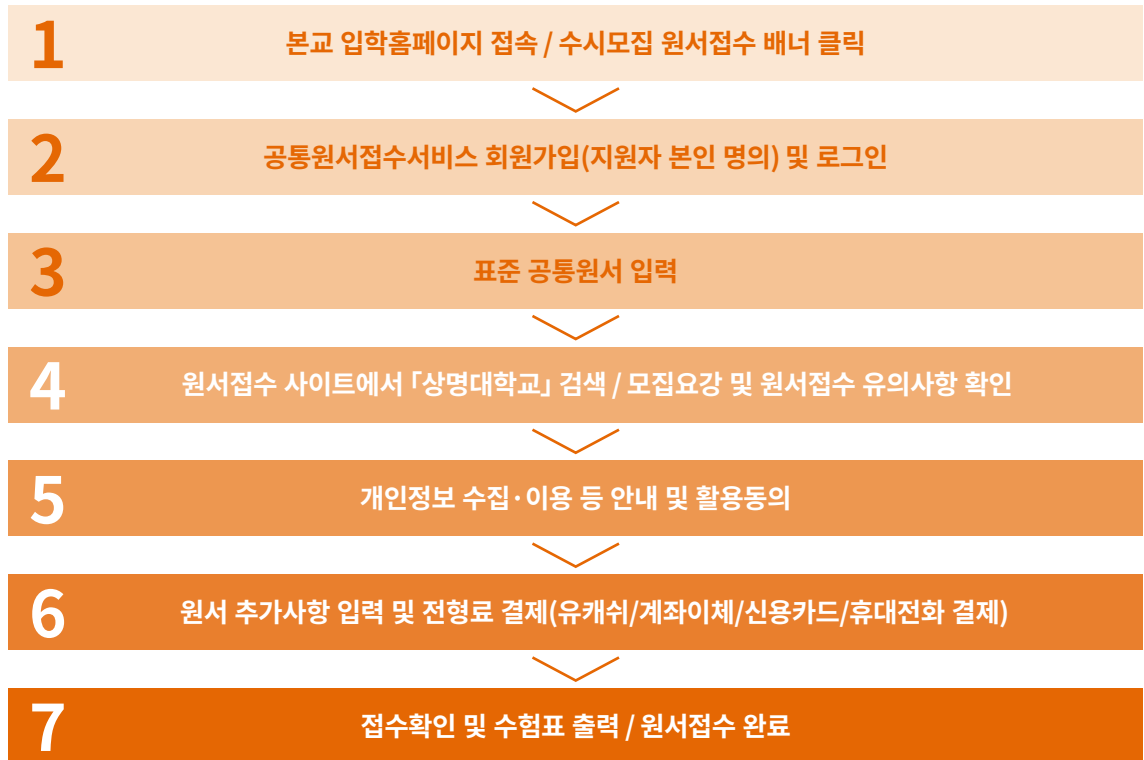 1
본교 입학홈페이지 접속 / 수시모집 원서접수 배너 클릭
2
공통원서접수서비스 회원가입(지원자 본인 명의) 및 로그인
3
표준 공통원서 입력
4
원서접수 사이트에서 「상명대학교」 검색 / 모집요강 및 원서접수 유의사항 확인
5
개인정보 수집·이용 등 안내 및 활용동의
6
원서 추가사항 입력 및 전형료 결제(유캐쉬/계좌이체/신용카드/휴대전화 결제)
7
접수확인 및 수험표 출력 / 원서접수 완료